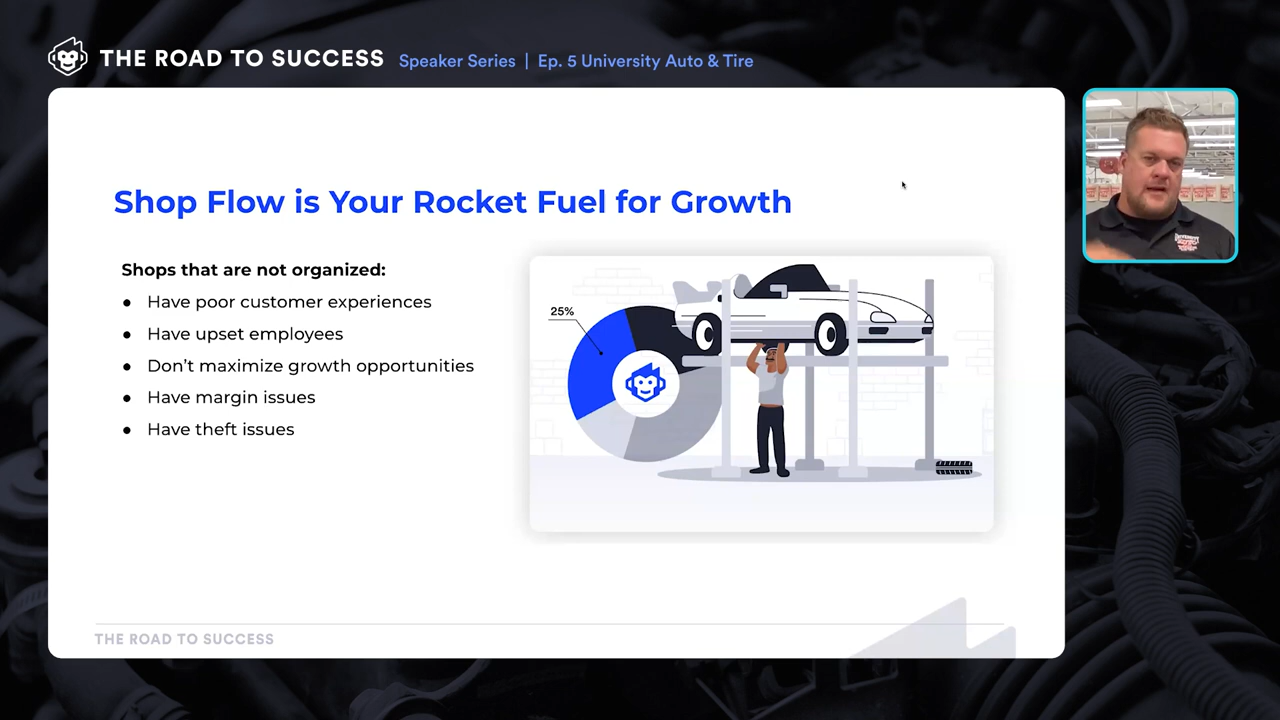 THE ROAD TO SUCCESS Speaker Series | Ep. 5 University Auto & Tire
Shop Flow is Your Rocket Fuel for Growth
Shops that are not organized:
● Have poor customer experiences
● Have upset employees
● Don’t maximize growth opportunities
● Have margin issues
● Have theft issues
25%
THE ROAD TO SUCCESS